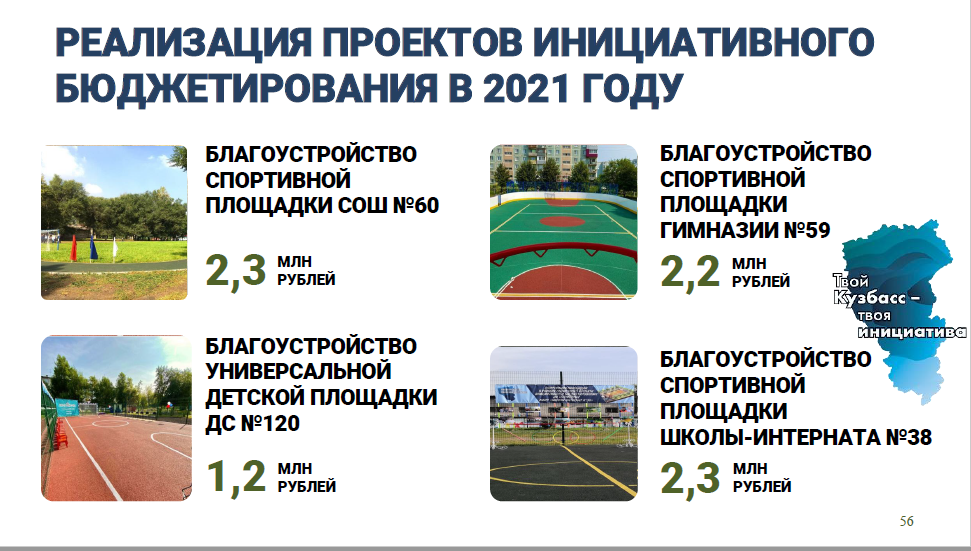 РЕАЛИЗАЦИЯ ПРОЕКТОВ ИНИЦИАТИВНОГО
БЮДЖЕТИРОВАНИЯ В 2021 ГОДУ
БЛАГОУСТРОЙСТВО
СПОРТИВНОЙ
ПЛОЩАДКИ СОШ №60
2,3 МЛН
РУБЛЕЙ
БЛАГОУСТРОЙСТВО
СПОРТИВНОЙ
ПЛОЩАДКИ
ГИМНАЗИИ №59
2,2 МЛН
РУБЛЕЙ
Твой
Кузбасс –
твоя
инициатива
БЛАГОУСТРОЙСТВО
УНИВЕРСАЛЬНОЙ
ДЕТСКОЙ ПЛОЩАДКИ
ДС №120
1,2 МЛН
РУБЛЕЙ
БЛАГОУСТРОЙСТВО
СПОРТИВНОЙ
ПЛОЩАДКИ
ШКОЛЫ-ИНТЕРНАТА №38
2,3 МЛН
РУБЛЕЙ
56